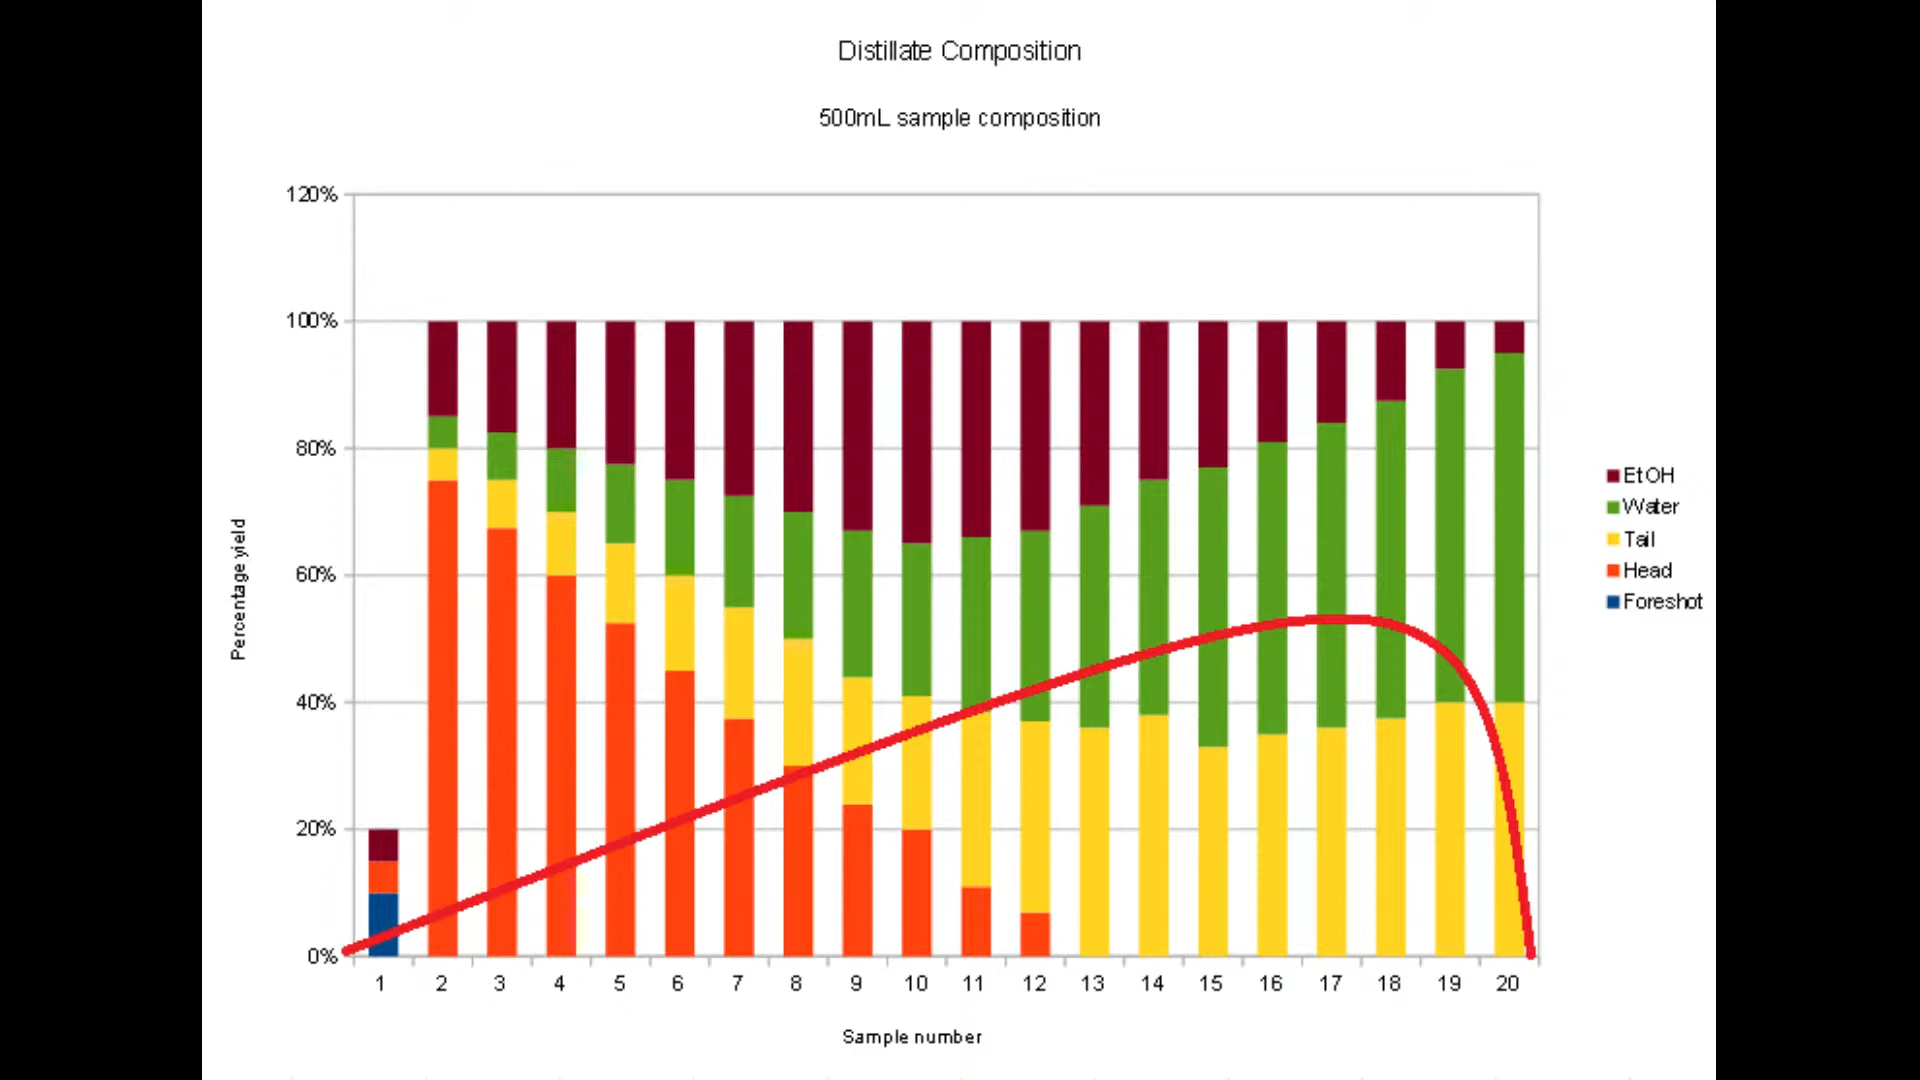 Distillate Composition
500mL sample composition
Percentage yield
120%
100%
80%
60%
40%
20%
0%
1 2 3 4 5 6 7 8 9 10 11 12 13 14 15 16 17 18 19 20
Sample number
EtOH
Water
Tail
Head
Foreshot